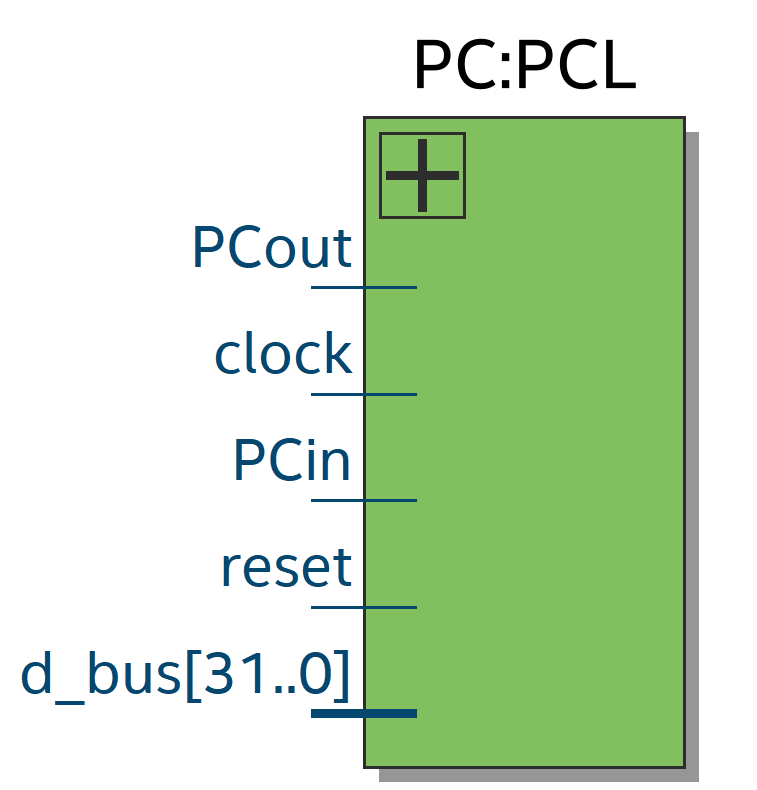 PC:PCL
PCout
clock
PCin
reset
d_bus[31..0]